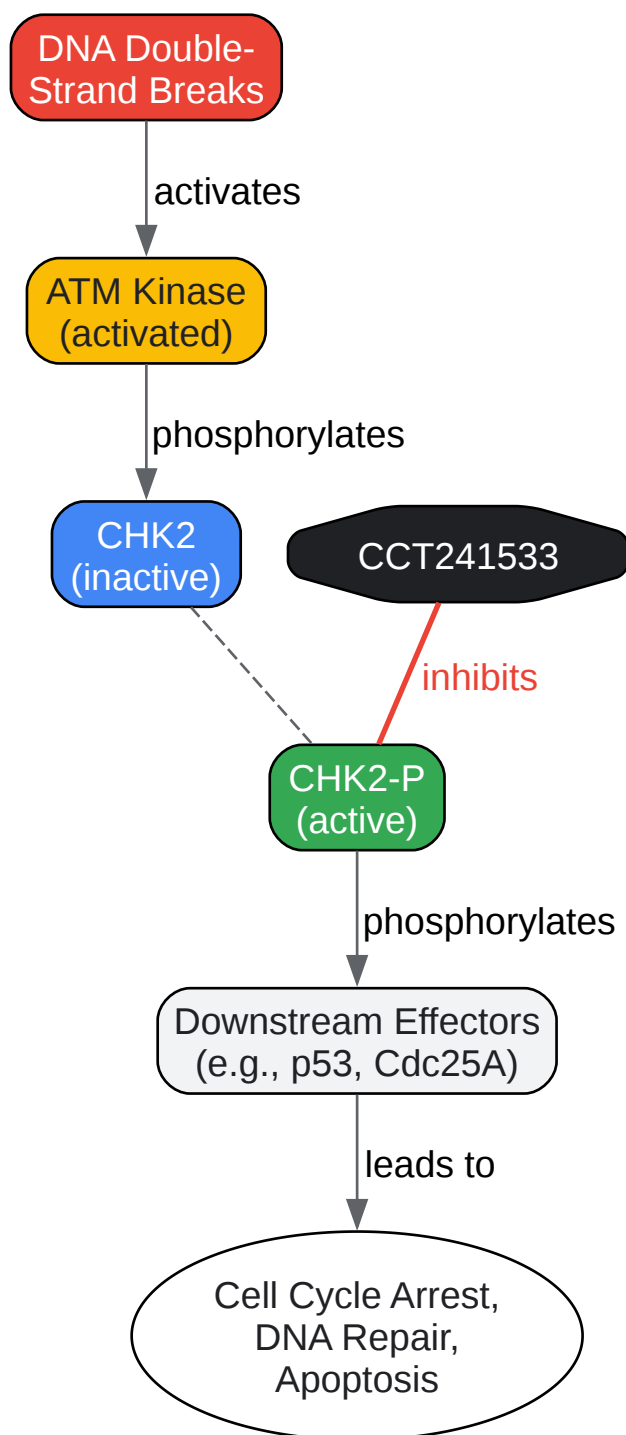 DNA Double-
Strand Breaks
activates
ATM Kinase
(activated)
phosphorylates
CHK2
(inactive)
CCT241533
inhibits
CHK2-P
(active)
phosphorylates
Downstream Effectors
(e.g., p53, Cdc25A)
leads to
Cell Cycle Arrest,
DNA Repair,
Apoptosis